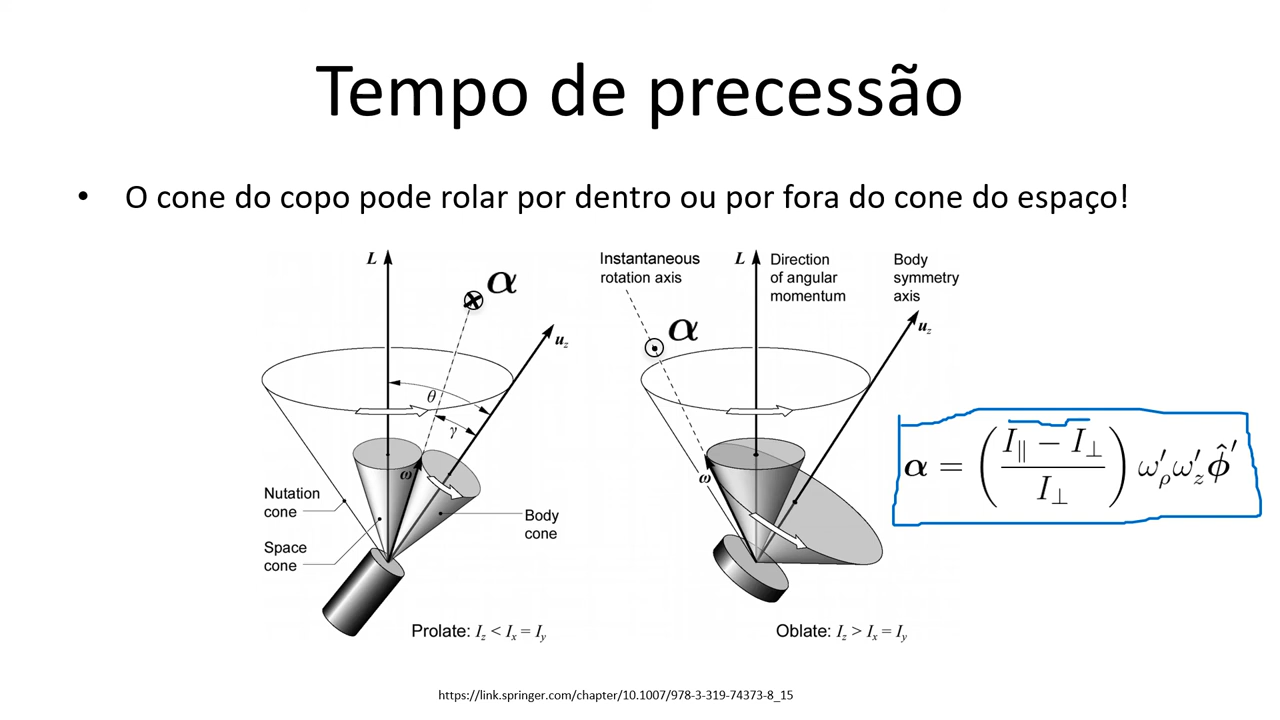 Tempo de precessão
• O cone do copo pode rolar por dentro ou por fora do cone do espaço!
L
α
u_z
θ
γ
ω
Nutation
cone
Space
cone
Body
cone
Prolate: I_z < I_x = I_y
Instantaneous
rotation axis
L
Direction
of angular
momentum
Body
symmetry
axis
α
u_z
ω
Oblate: I_z > I_x = I_y
α = ( (I_∥ − I_⊥) / I_⊥ ) ω′_ρ ω′_z φ̂′
https://link.springer.com/chapter/10.1007/978-3-319-74373-8_15